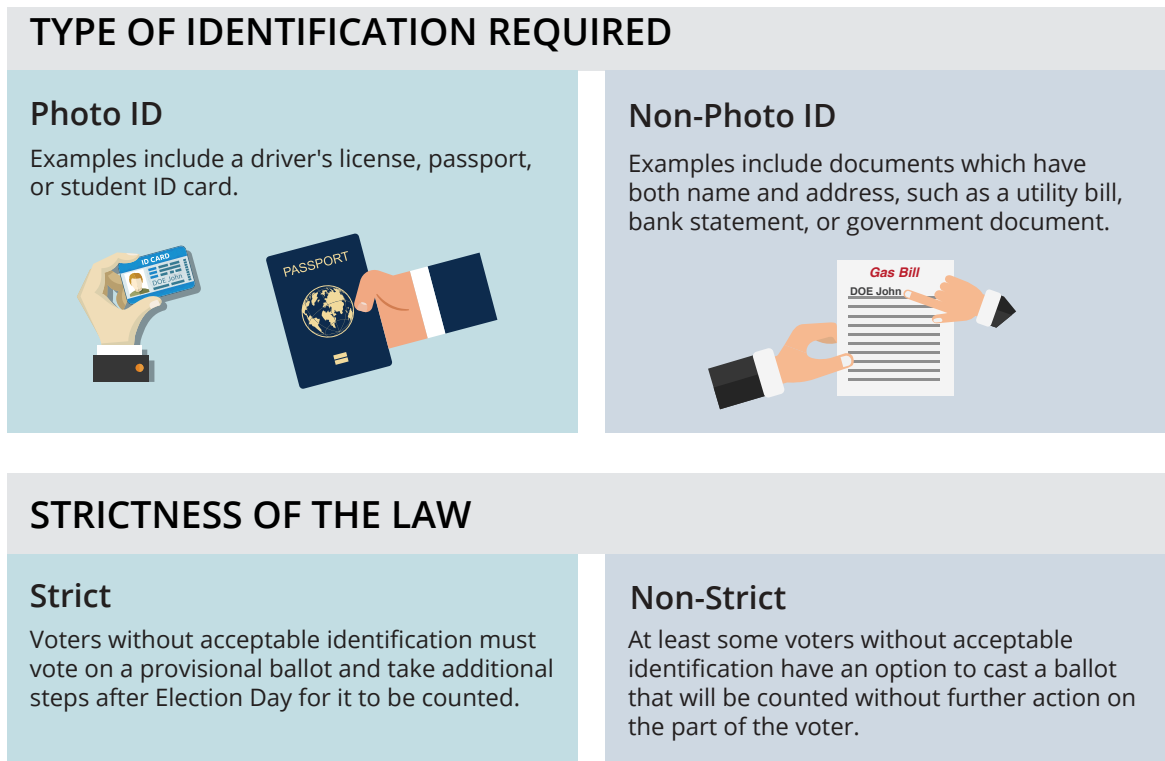 TYPE OF IDENTIFICATION REQUIRED
Photo ID
Examples include a driver's license, passport,
or student ID card.
ID CARD
DOE John
PASSPORT
Non-Photo ID
Examples include documents which have
both name and address, such as a utility bill,
bank statement, or government document.
Gas Bill
DOE John
STRICTNESS OF THE LAW
Strict
Voters without acceptable identification must
vote on a provisional ballot and take additional
steps after Election Day for it to be counted.
Non-Strict
At least some voters without acceptable
identification have an option to cast a ballot
that will be counted without further action on
the part of the voter.